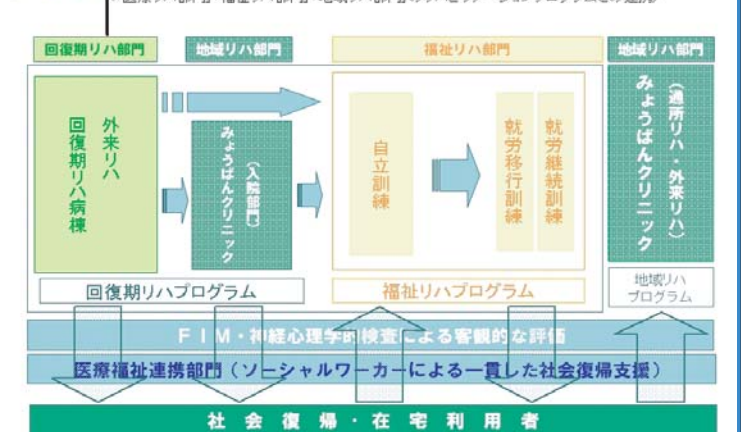 回復期リハ部門
地域リハ部門
福祉リハ部門
地域リハ部門
外来リハ
回復期リハ病棟
(入院部門)
みょうばんクリニック
自立訓練
就労継続訓練
就労移行訓練
(通所リハ・外来リハ)
みょうばんクリニック
回復期リハプログラム
福祉リハプログラム
地域リハ
プログラム
FIM・神経心理学的検査による客観的な評価
医療福祉連携部門(ソーシャルワーカーによる一貫した社会復帰支援)
社会復帰・在宅利用者